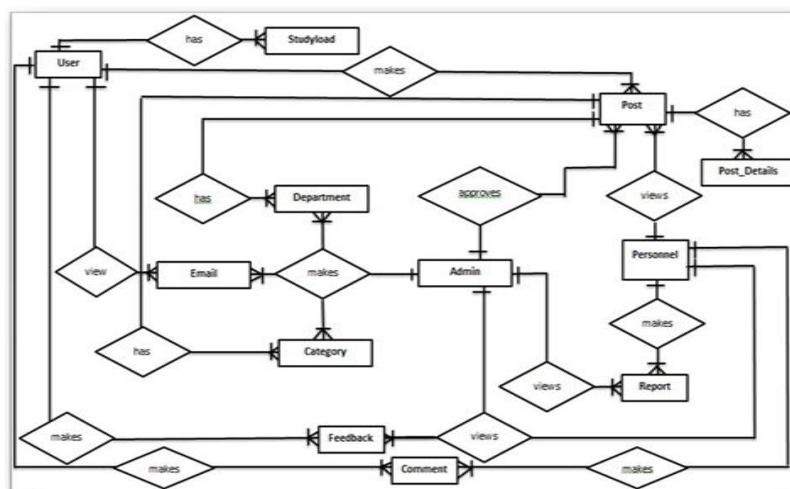 has
Studyload
User
makes
Post
has
Post_Details
approves
has
Department
views
Personnel
view
Email
makes
Admin
makes
has
Category
views
Report
makes
Feedback
views
makes
Comment
makes